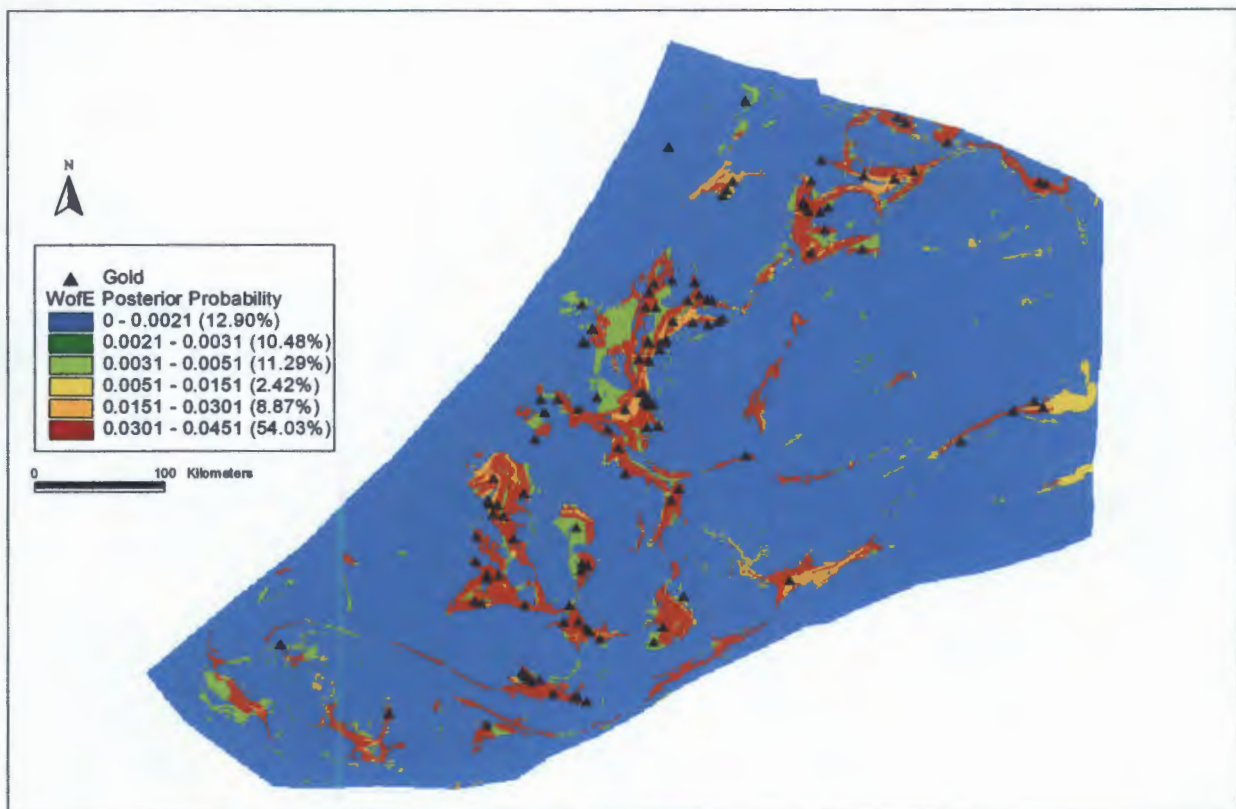 N
Gold
WofE Posterior Probability
0 - 0.0021 (12.90%)
0.0021 - 0.0031 (10.48%)
0.0031 - 0.0051 (11.29%)
0.0051 - 0.0151 (2.42%)
0.0151 - 0.0301 (8.87%)
0.0301 - 0.0451 (54.03%)
0 100 Kilometers